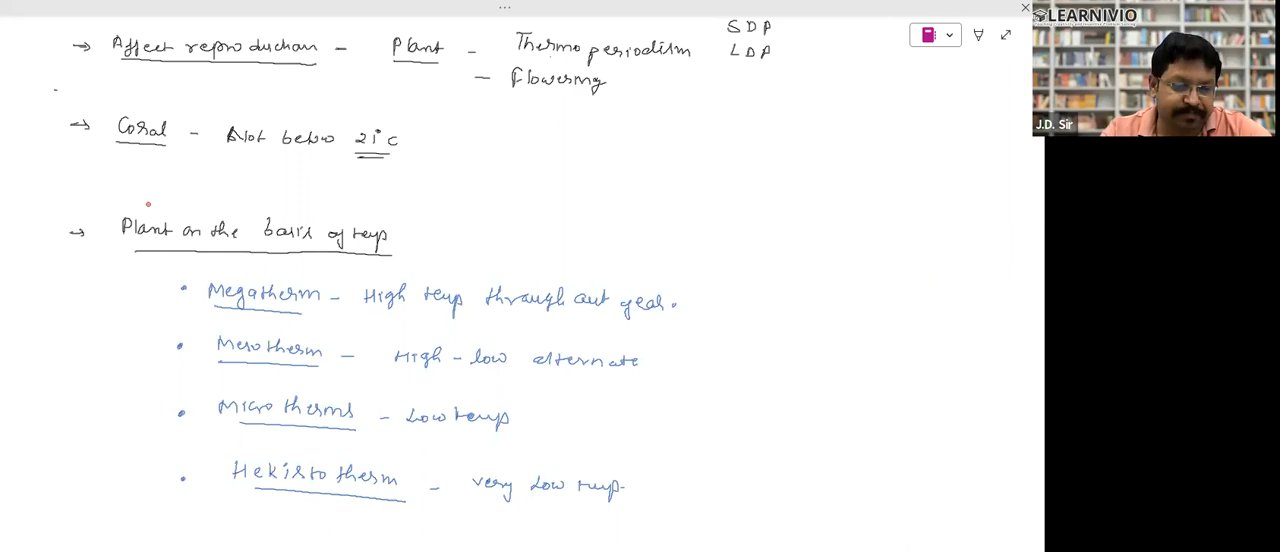 SDP
→ Affect reproduction - Plant - Thermoperiodism LDP
- Flowering
→ Coral - Not below 21°C
→ Plant on the basis of temp
• Megatherm - High temp throughout year.
• Mesotherm - High-low alternate
• Microtherms - Low temp
• Hekistotherm - very low temp.
LEARNIVIO
J.D. Sir